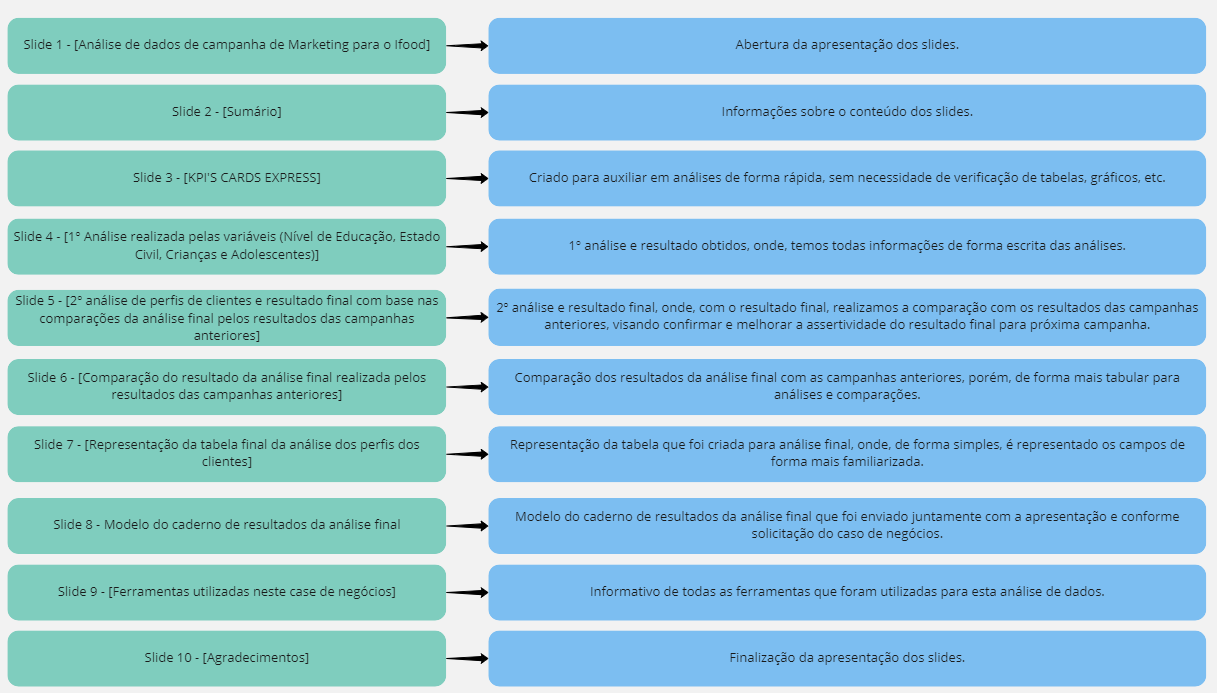 Slide 1 - [Análise de dados de campanha de Marketing para o Ifood]
Abertura da apresentação dos slides.
Slide 2 - [Sumário]
Informações sobre o conteúdo dos slides.
Slide 3 - [KPI'S CARDS EXPRESS]
Criado para auxiliar em análises de forma rápida, sem necessidade de verificação de tabelas, gráficos, etc.
Slide 4 - [1º Análise realizada pelas variáveis (Nível de Educação, Estado
Civil, Crianças e Adolescentes)]
1º análise e resultado obtidos, onde, temos todas informações de forma escrita das análises.
Slide 5 - [2º análise de perfis de clientes e resultado final com base nas
comparações da análise final pelos resultados das campanhas
anteriores]
2º análise e resultado final, onde, com o resultado final, realizamos a comparação com os resultados das campanhas
anteriores, visando confirmar e melhorar a assertividade do resultado final para próxima campanha.
Slide 6 - [Comparação do resultado da análise final realizada pelos
resultados das campanhas anteriores]
Comparação dos resultados da análise final com as campanhas anteriores, porém, de forma mais tabular para
análises e comparações.
Slide 7 - [Representação da tabela final da análise dos perfis dos
clientes]
Representação da tabela que foi criada para análise final, onde, de forma simples, é representado os campos de
forma mais familiarizada.
Slide 8 - Modelo do caderno de resultados da análise final
Modelo do caderno de resultados da análise final que foi enviado juntamente com a apresentação e conforme
solicitação do caso de negócios.
Slide 9 - [Ferramentas utilizadas neste case de negócios]
Informativo de todas as ferramentas que foram utilizadas para esta análise de dados.
Slide 10 - [Agradecimentos]
Finalização da apresentação dos slides.